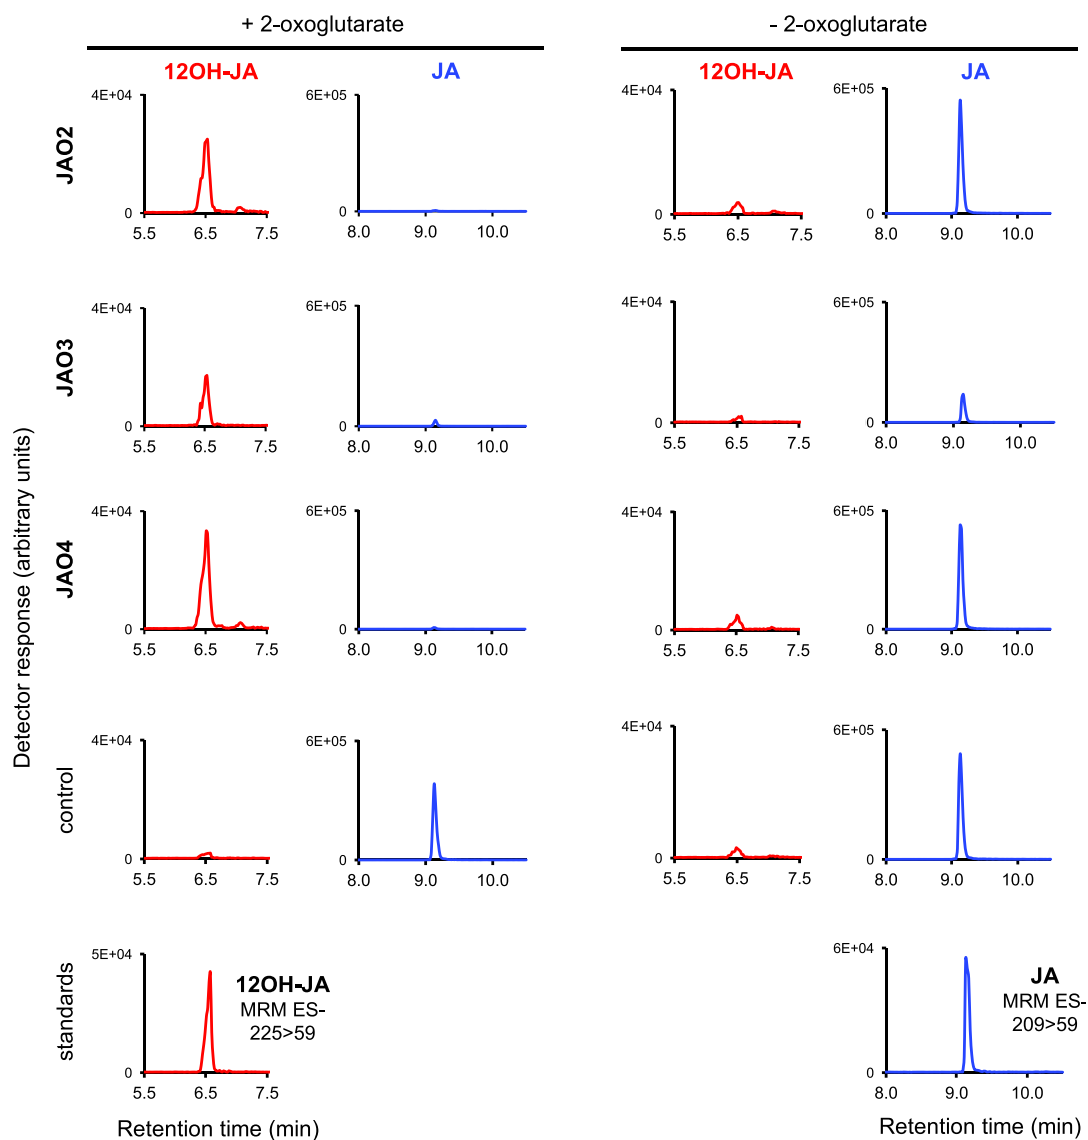 + 2-oxoglutarate
- 2-oxoglutarate
12OH-JA
JA
12OH-JA
JA
Detector response (arbitrary units)
JAO2
4E+04
0
5.5 6.5 7.5
6E+05
0
8.0 9.0 10.0
4E+04
0
5.5 6.5 7.5
6E+05
0
8.0 9.0 10.0
JAO3
4E+04
0
5.5 6.5 7.5
6E+05
0
8.0 9.0 10.0
4E+04
0
5.5 6.5 7.5
6E+05
0
8.0 9.0 10.0
JAO4
4E+04
0
5.5 6.5 7.5
6E+05
0
8.0 9.0 10.0
4E+04
0
5.5 6.5 7.5
6E+05
0
8.0 9.0 10.0
control
4E+04
0
5.5 6.5 7.5
6E+05
0
8.0 9.0 10.0
4E+04
0
5.5 6.5 7.5
6E+05
0
8.0 9.0 10.0
standards
5E+04
0
5.5 6.5 7.5
12OH-JA
MRM ES-
225>59
6E+04
0
8.0 9.0 10.0
JA
MRM ES-
209>59
Retention time (min)
Retention time (min)